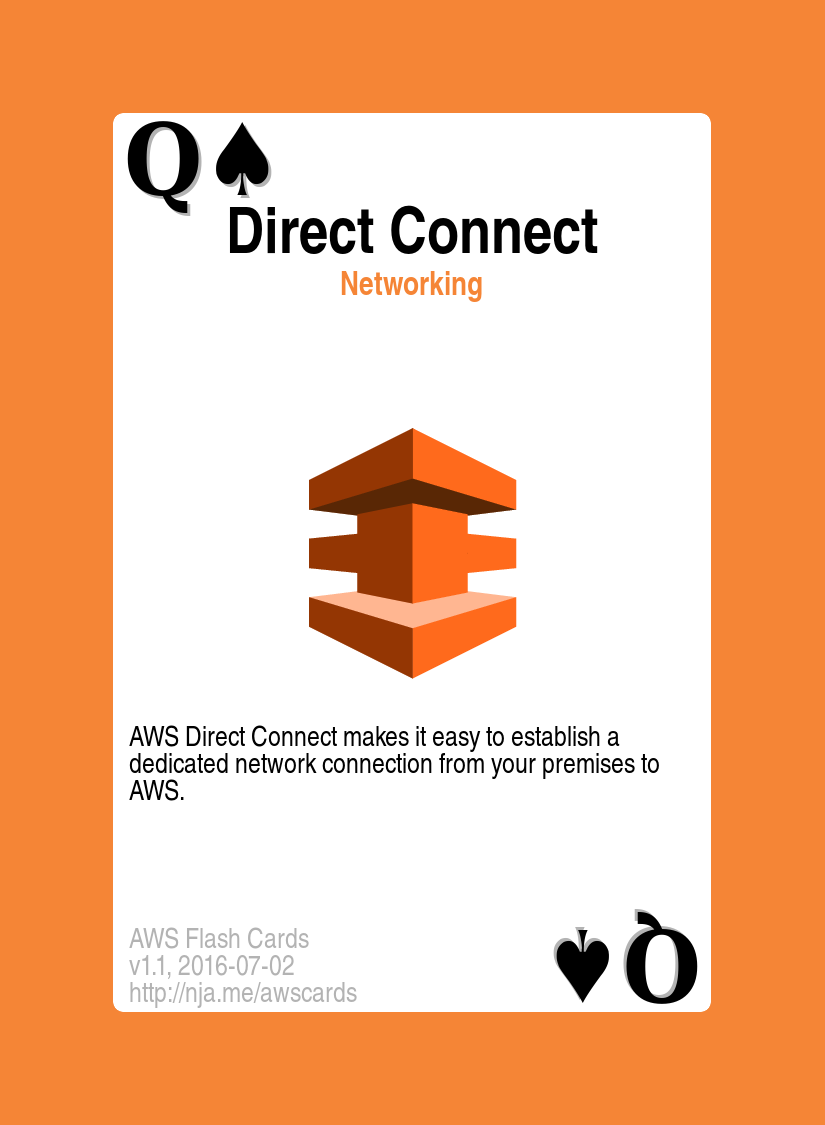 Q♠
Direct Connect
Networking
AWS Direct Connect makes it easy to establish a
dedicated network connection from your premises to
AWS.
AWS Flash Cards
v1.1, 2016-07-02
http://nja.me/awscards
Q♠